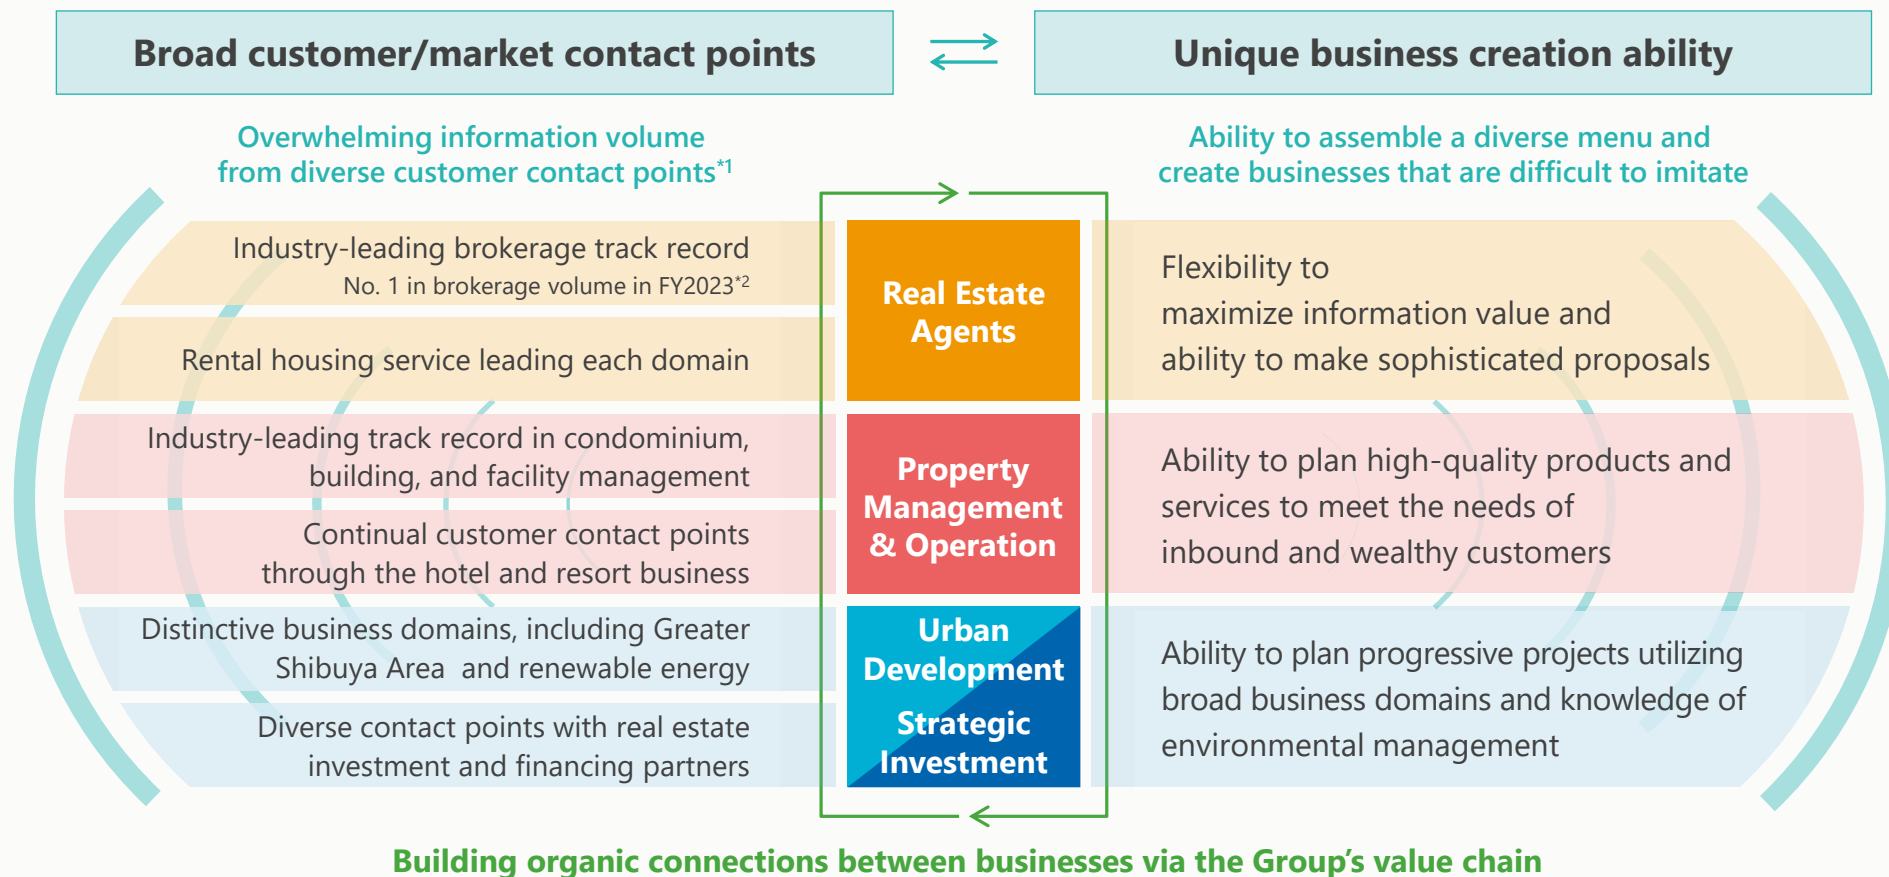 Broad customer/market contact points
Unique business creation ability
Overwhelming information volume
from diverse customer contact points*1
Ability to assemble a diverse menu and
create businesses that are difficult to imitate
Industry-leading brokerage track record
No. 1 in brokerage volume in FY2023*2
Rental housing service leading each domain
Real Estate
Agents
Flexibility to
maximize information value and
ability to make sophisticated proposals
Industry-leading track record in condominium,
building, and facility management
Continual customer contact points
through the hotel and resort business
Property
Management
& Operation
Ability to plan high-quality products and
services to meet the needs of
inbound and wealthy customers
Distinctive business domains, including Greater
Shibuya Area and renewable energy
Diverse contact points with real estate
investment and financing partners
Urban
Development
Strategic
Investment
Ability to plan progressive projects utilizing
broad business domains and knowledge of
environmental management
Building organic connections between businesses via the Group's value chain